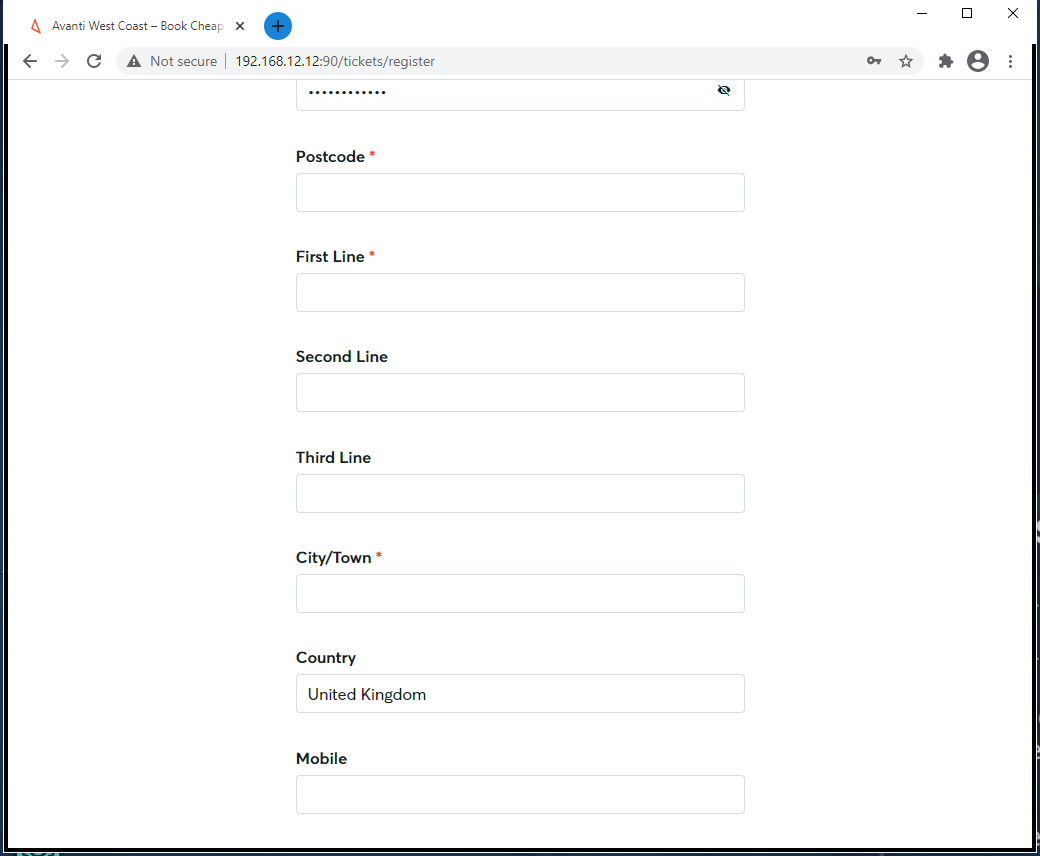 Avanti West Coast – Book Cheap
Not secure
192.168.12.12:90/tickets/register
••••••••••••
Postcode *
First Line *
Second Line
Third Line
City/Town *
Country
United Kingdom
Mobile